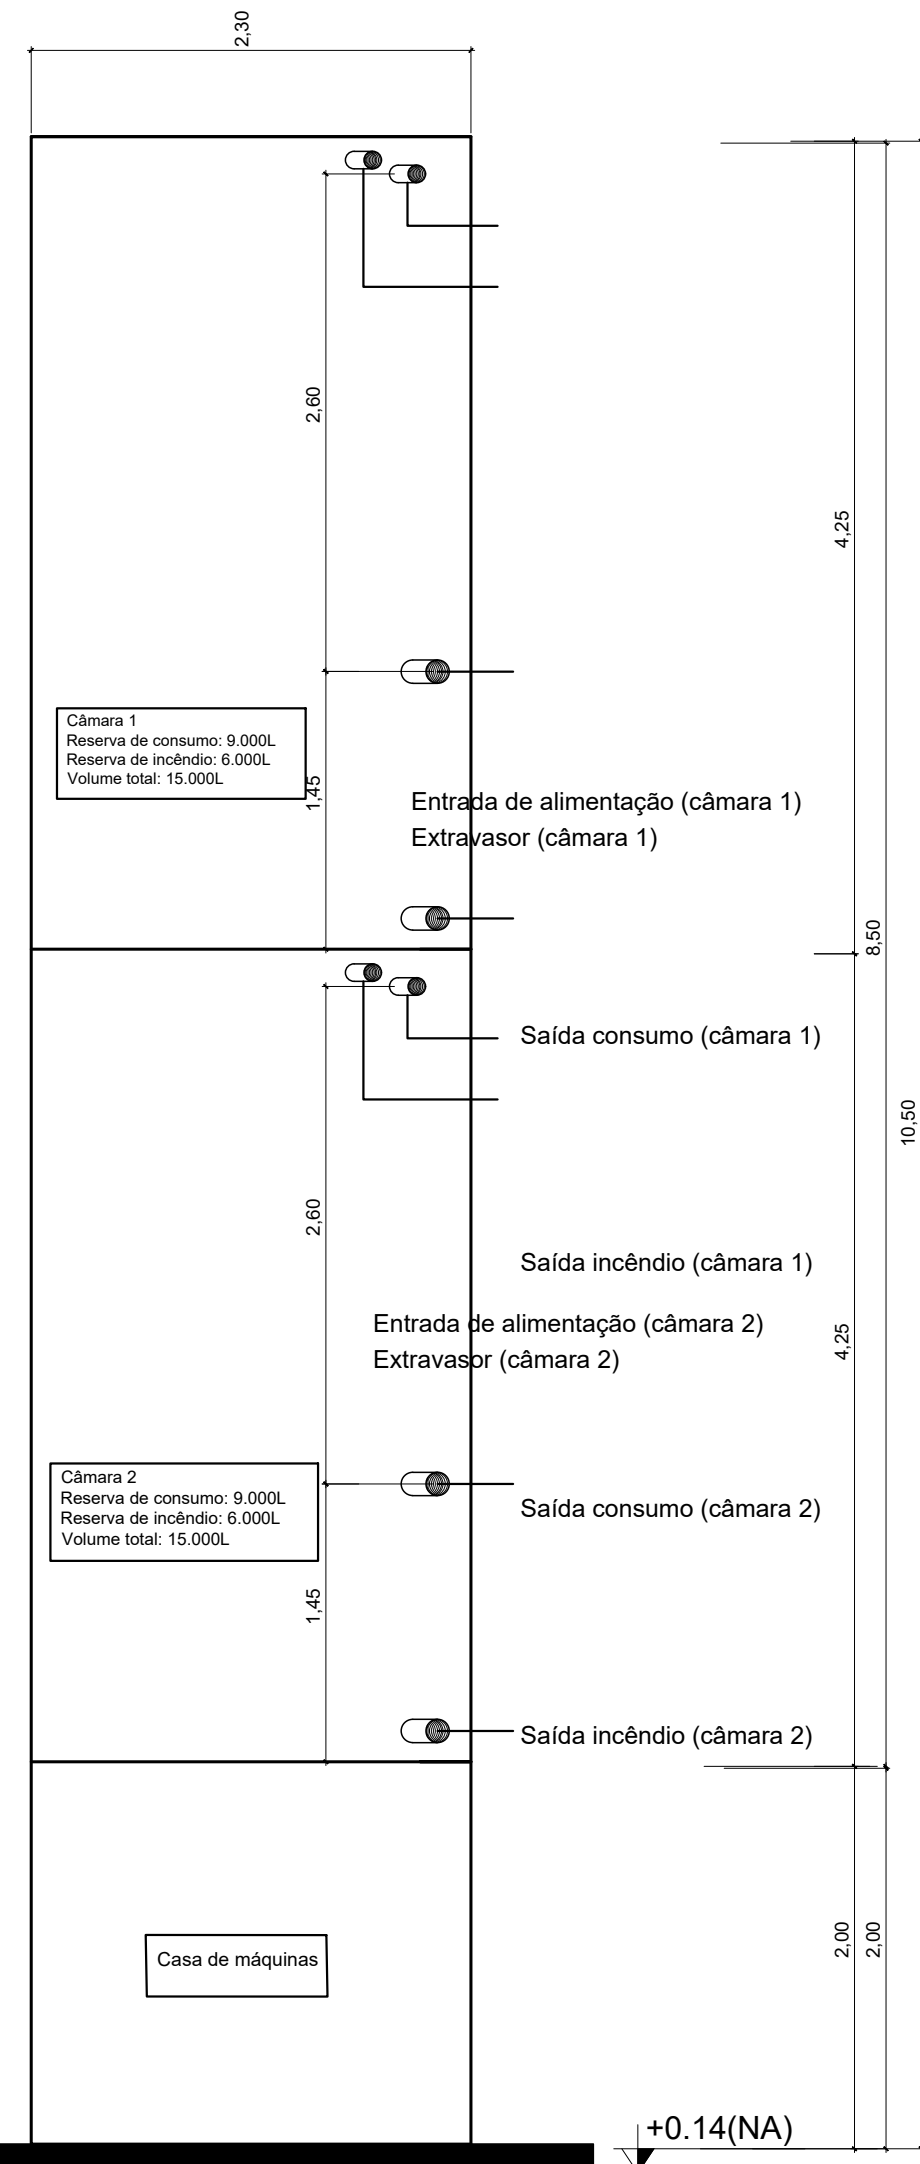 2,30
2,60
4,25
Câmara 1
Reserva de consumo: 9.000L
Reserva de incêndio: 6.000L
Volume total: 15.000L
1,45
Entrada de alimentação (câmara 1)
Extravasor (câmara 1)
8,50
Saída consumo (câmara 1)
10,50
2,60
Saída incêndio (câmara 1)
Entrada de alimentação (câmara 2)
Extravasor (câmara 2)
4,25
Câmara 2
Reserva de consumo: 9.000L
Reserva de incêndio: 6.000L
Volume total: 15.000L
Saída consumo (câmara 2)
1,45
Saída incêndio (câmara 2)
2,00
2,00
Casa de máquinas
+0.14(NA)